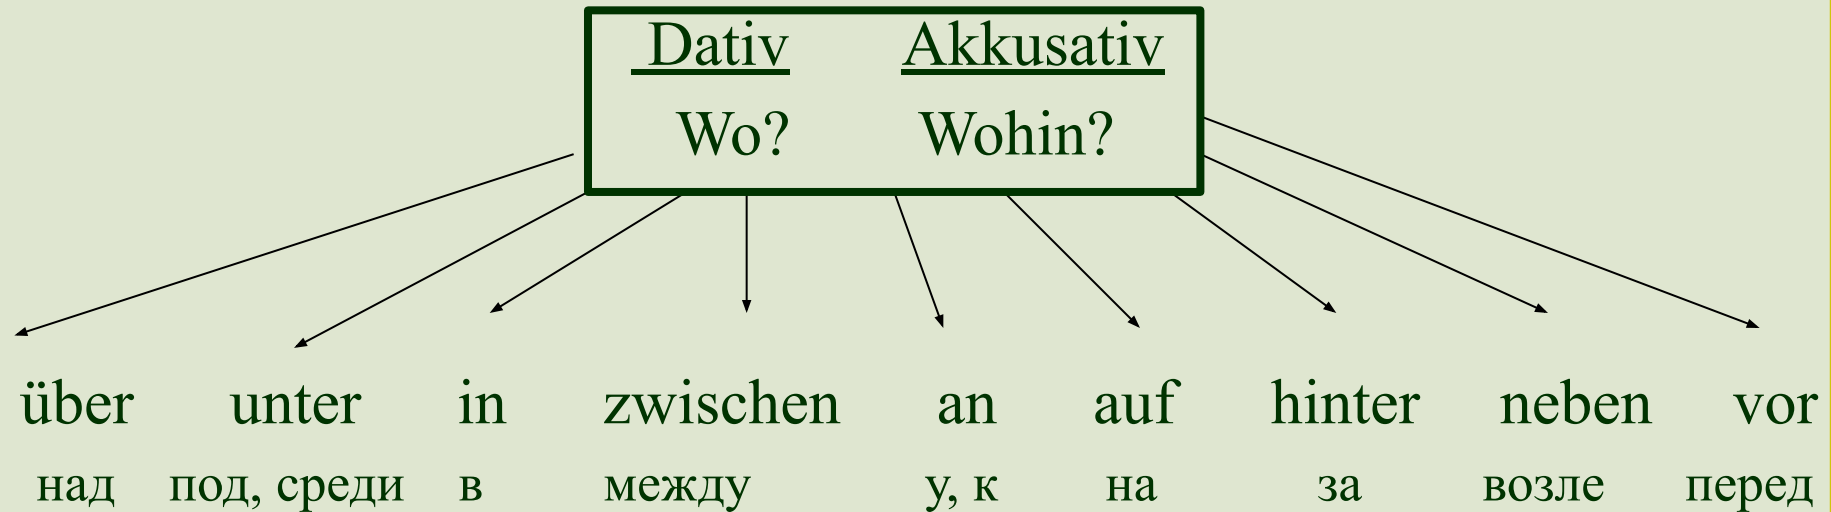 Dativ Akkusativ
Wo? Wohin?
über unter in zwischen an auf hinter neben vor
над под, среди в между у, к на за возле перед